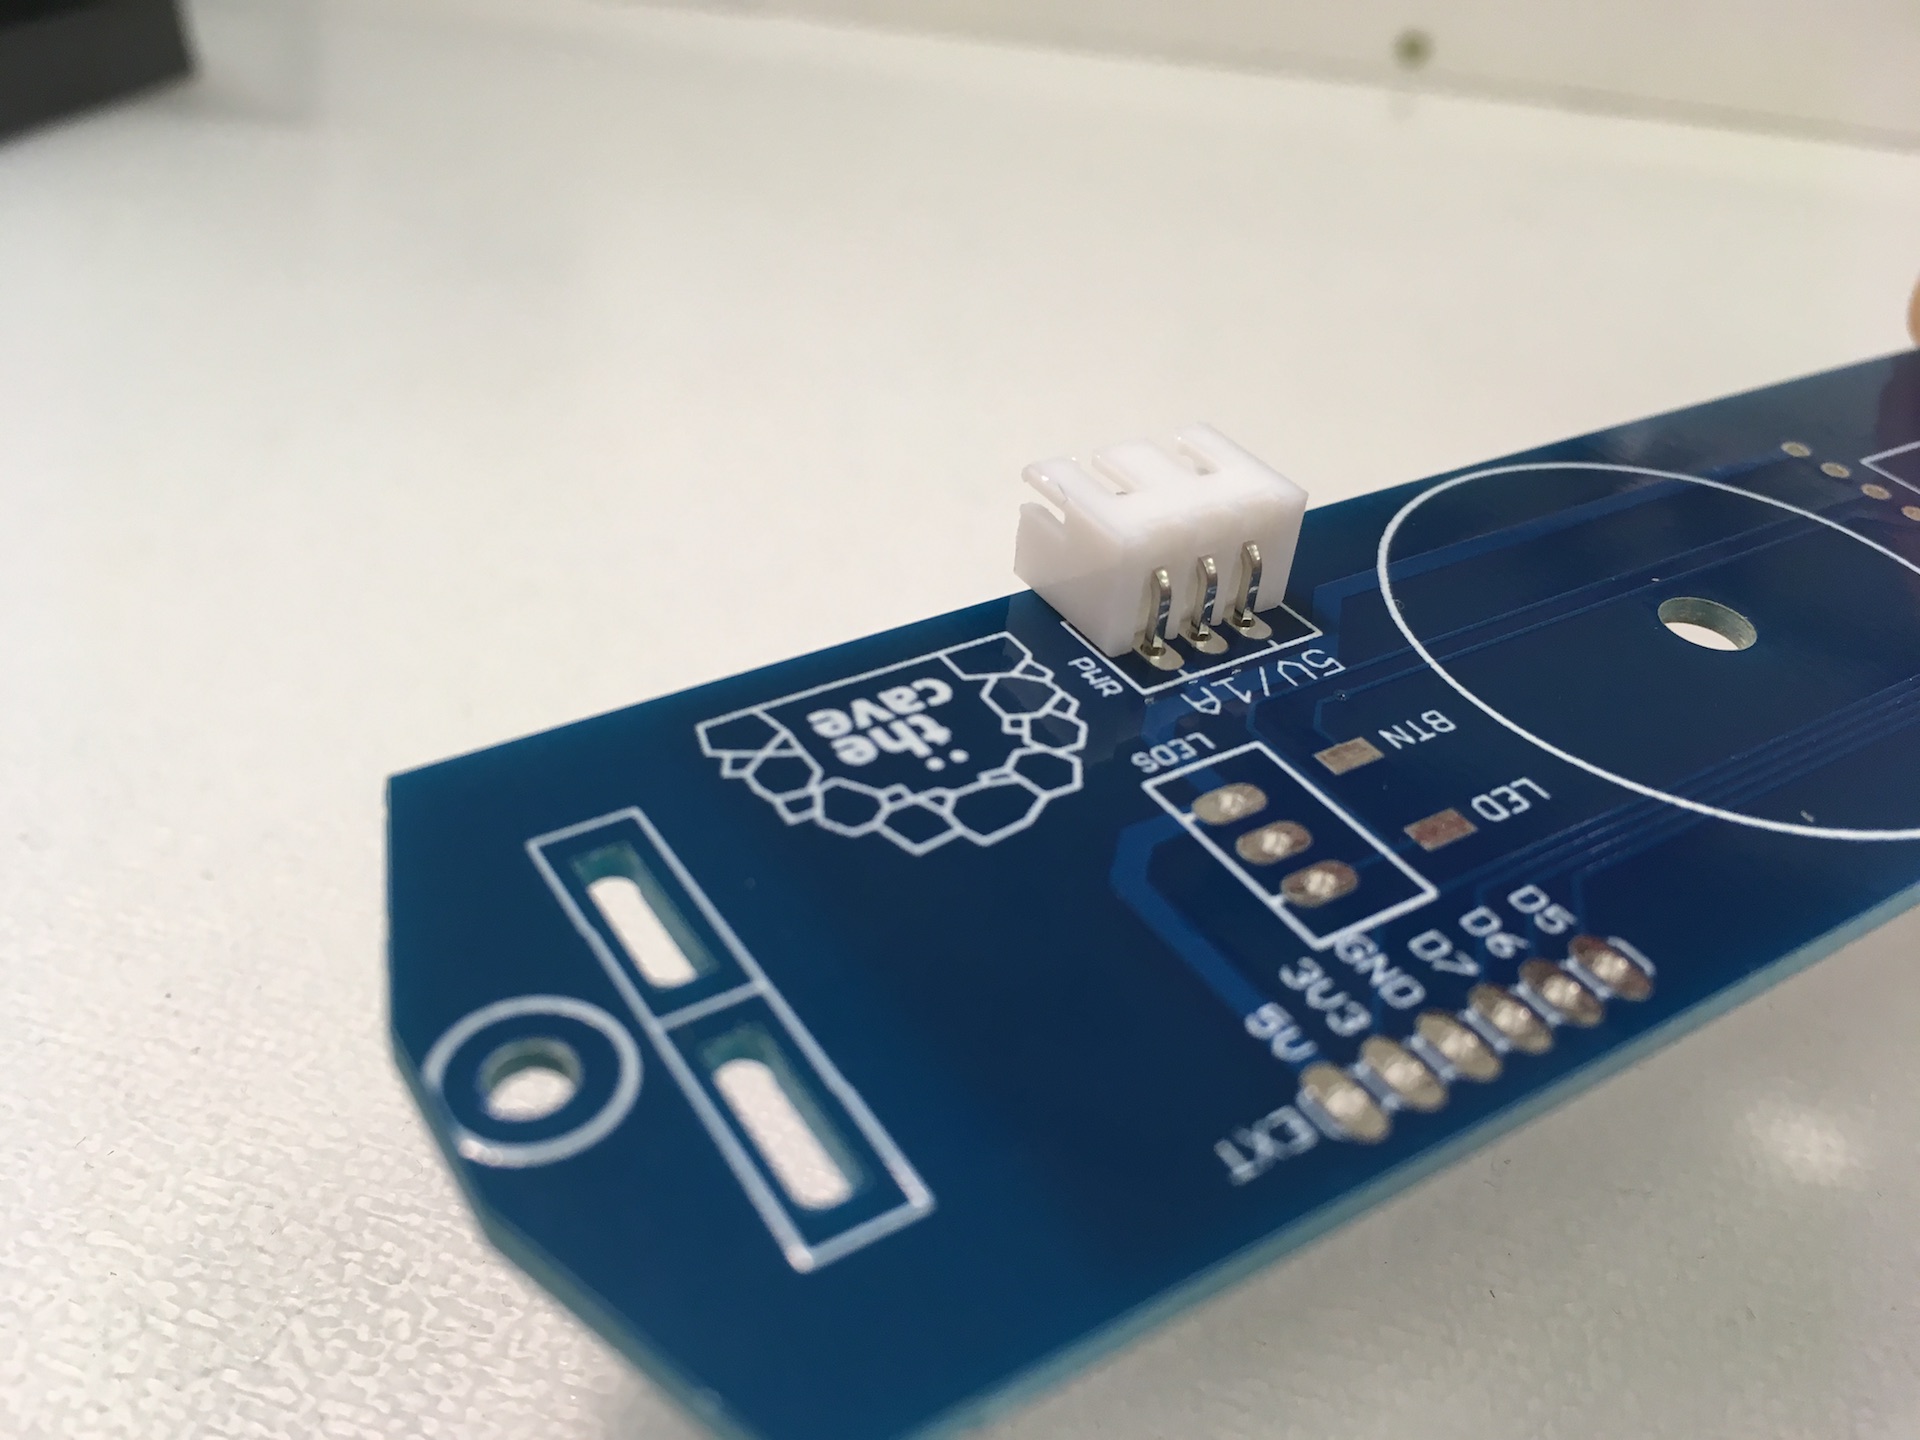 :the
cave
PWR
5V/1A
BTN
LED
LEDS
D5
D6
D7
GND
3V3
5V
EXT